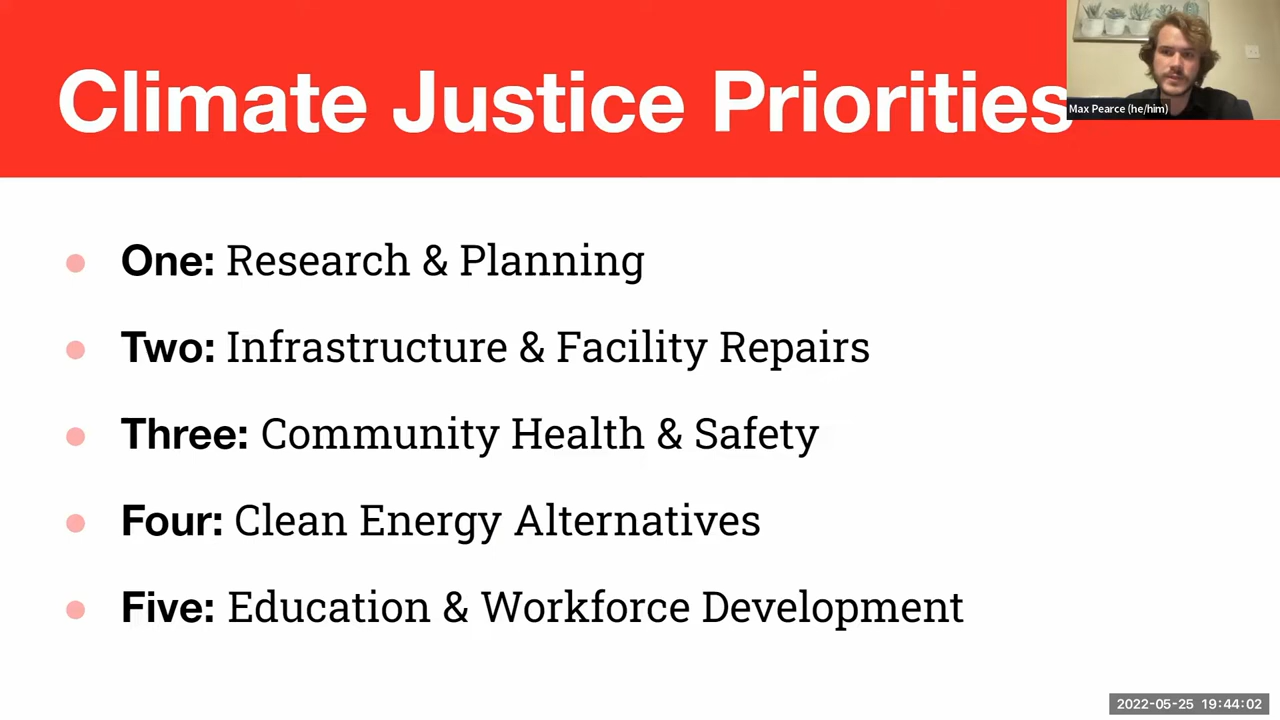 Climate Justice Priorities
Max Pearce (he/him)
● One: Research & Planning
● Two: Infrastructure & Facility Repairs
● Three: Community Health & Safety
● Four: Clean Energy Alternatives
● Five: Education & Workforce Development
2022-05-25 19:44:02